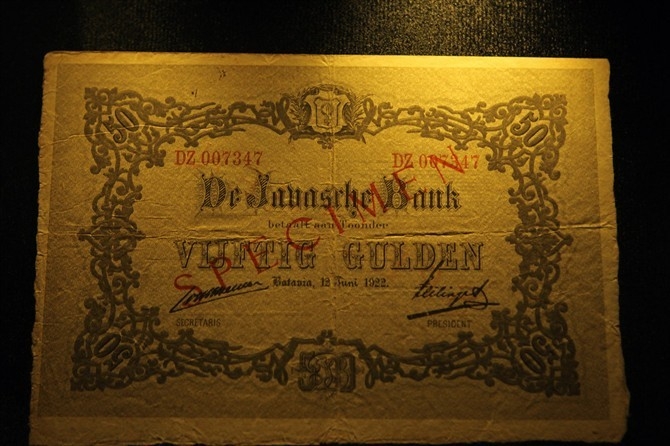 50 50
DZ 007347 DZ 007347
De Javasche Bank
betaalt aan Toonder
VIJFTIG GULDEN
SPECIMEN
Batavia, 12 Juni 1922.
SECRETARIS PRESIDENT
50 50 50